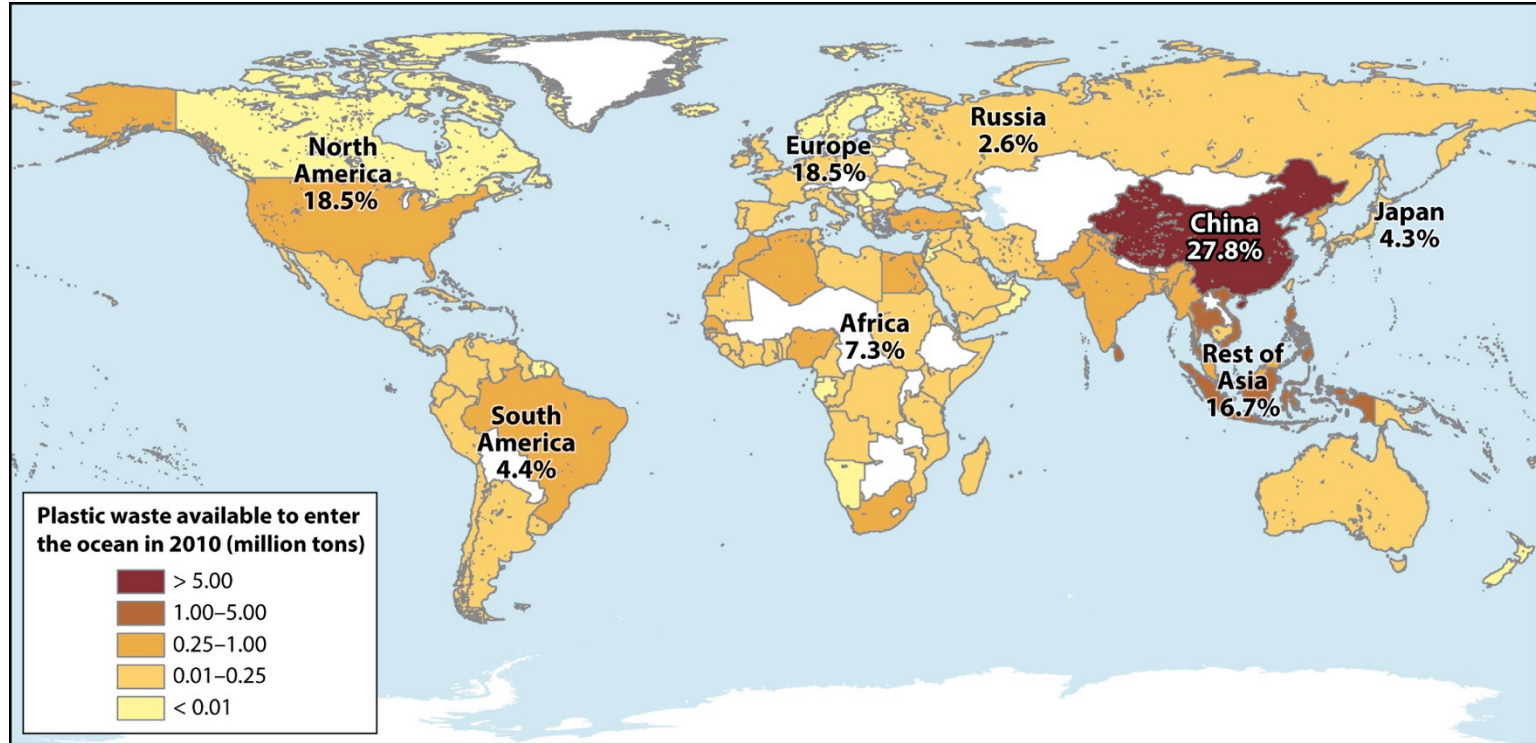 North
America
18.5%
Europe
18.5%
Russia
2.6%
China
27.8%
Japan
4.3%
Africa
7.3%
Rest of
Asia
16.7%
South
America
4.4%
Plastic waste available to enter
the ocean in 2010 (million tons)
> 5.00
1.00–5.00
0.25–1.00
0.01–0.25
< 0.01